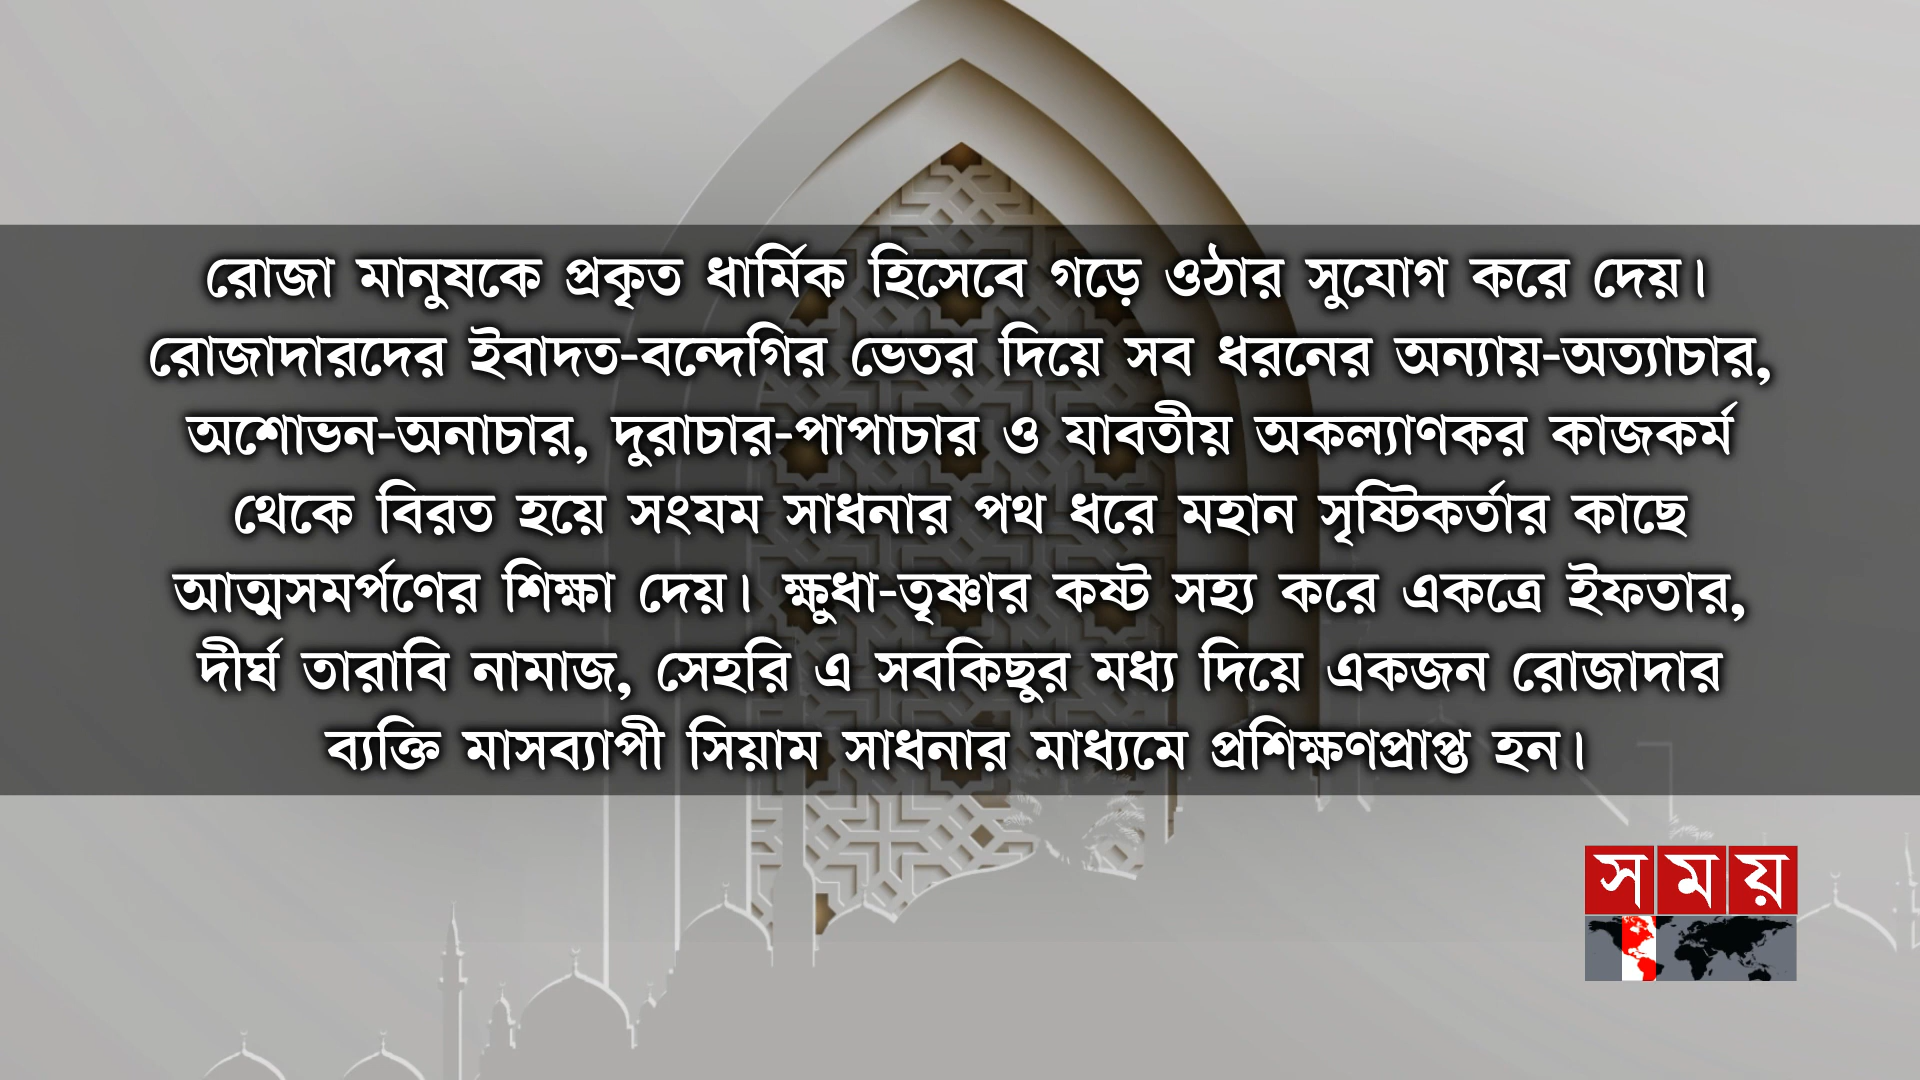 রোজা মানুষকে প্রকৃত ধার্মিক হিসেবে গড়ে ওঠার সুযোগ করে দেয়।
রোজাদারদের ইবাদত-বন্দেগির ভেতর দিয়ে সব ধরনের অন্যায়-অত্যাচার,
অশোভন-অনাচার, দুরাচার-পাপাচার ও যাবতীয় অকল্যাণকর কাজকর্ম
থেকে বিরত হয়ে সংযম সাধনার পথ ধরে মহান সৃষ্টিকর্তার কাছে
আত্মসমর্পণের শিক্ষা দেয়। ক্ষুধা-তৃষ্ণার কষ্ট সহ্য করে একত্রে ইফতার,
দীর্ঘ তারাবি নামাজ, সেহরি এ সবকিছুর মধ্য দিয়ে একজন রোজাদার
ব্যক্তি মাসব্যাপী সিয়াম সাধনার মাধ্যমে প্রশিক্ষণপ্রাপ্ত হন।
সময়